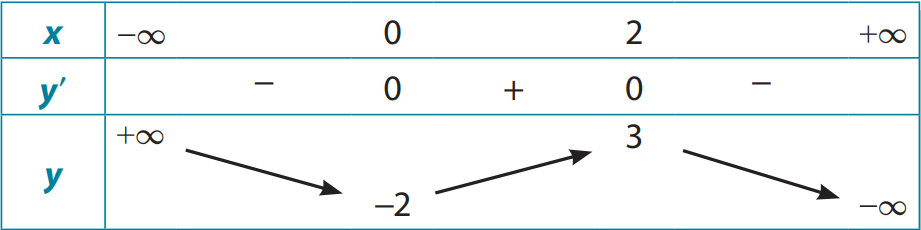 x −∞ 0 2 +∞
y′ − 0 + 0 −
y +∞ −2 3 −∞